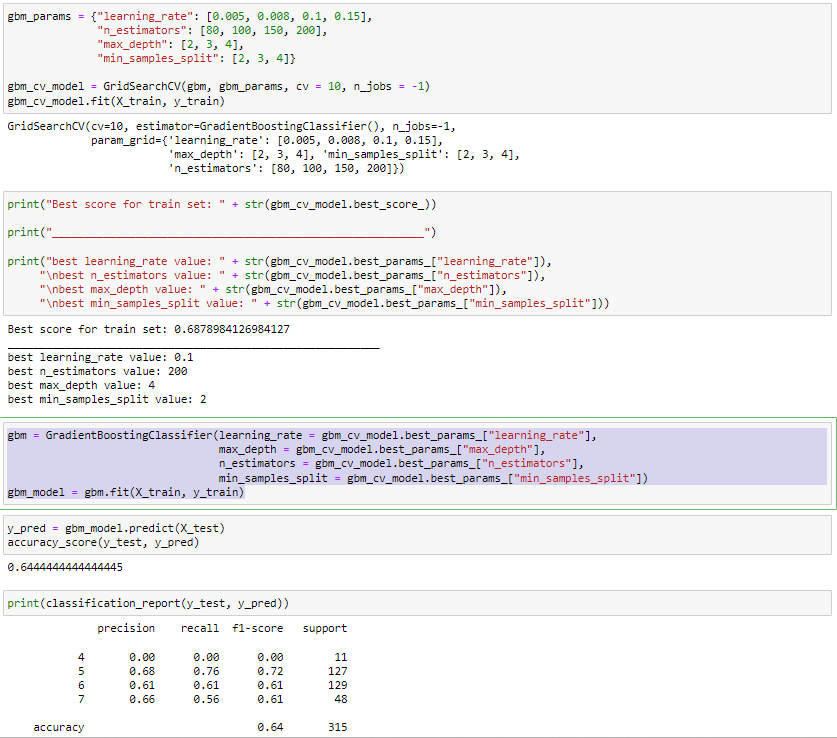 gbm_params = {"learning_rate": [0.005, 0.008, 0.1, 0.15],
              "n_estimators": [80, 100, 150, 200],
              "max_depth": [2, 3, 4],
              "min_samples_split": [2, 3, 4]}
gbm_cv_model = GridSearchCV(gbm, gbm_params, cv = 10, n_jobs = -1)
gbm_cv_model.fit(X_train, y_train)
GridSearchCV(cv=10, estimator=GradientBoostingClassifier(), n_jobs=-1,
             param_grid={'learning_rate': [0.005, 0.008, 0.1, 0.15],
                         'max_depth': [2, 3, 4], 'min_samples_split': [2, 3, 4],
                         'n_estimators': [80, 100, 150, 200]})
print("Best score for train set: " + str(gbm_cv_model.best_score_))
print("__________________________________________________________")
print("best learning_rate value: " + str(gbm_cv_model.best_params_["learning_rate"]),
     "\nbest n_estimators value: " + str(gbm_cv_model.best_params_["n_estimators"]),
     "\nbest max_depth value: " + str(gbm_cv_model.best_params_["max_depth"]),
     "\nbest min_samples_split value: " + str(gbm_cv_model.best_params_["min_samples_split"]))
Best score for train set: 0.6878984126984127
__________________________________________________________
best learning_rate value: 0.1
best n_estimators value: 200
best max_depth value: 4
best min_samples_split value: 2
gbm = GradientBoostingClassifier(learning_rate = gbm_cv_model.best_params_["learning_rate"],
                                 max_depth = gbm_cv_model.best_params_["max_depth"],
                                 n_estimators = gbm_cv_model.best_params_["n_estimators"],
                                 min_samples_split = gbm_cv_model.best_params_["min_samples_split"])
gbm_model = gbm.fit(X_train, y_train)
y_pred = gbm_model.predict(X_test)
accuracy_score(y_test, y_pred)
0.6444444444444445
print(classification_report(y_test, y_pred))
              precision    recall  f1-score   support
           4       0.00      0.00      0.00        11
           5       0.68      0.76      0.72       127
           6       0.61      0.61      0.61       129
           7       0.66      0.56      0.61        48
    accuracy                           0.64       315